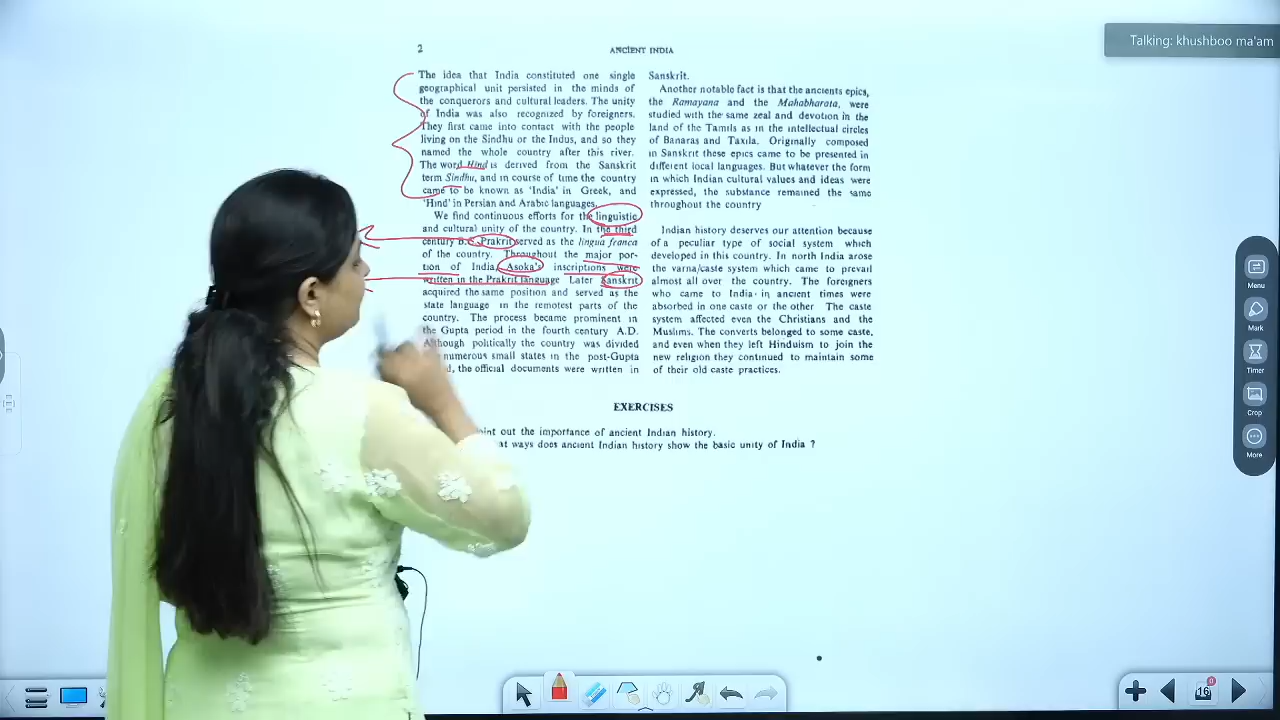 Talking: khushboo ma'am
2
ANCIENT INDIA
The idea that India constituted one single
geographical unit persisted in the minds of
the conquerors and cultural leaders. The unity
of India was also recognized by foreigners.
They first came into contact with the people
living on the Sindhu or the Indus, and so they
named the whole country after this river.
The word Hind is derived from the Sanskrit
term Sindhu, and in course of time the country
came to be known as 'India' in Greek, and
'Hind' in Persian and Arabic languages.
We find continuous efforts for the linguistic
and cultural unity of the country. In the third
century B.C. Prakrit served as the lingua franca
of the country. Throughout the major por-
tion of India, Asoka's inscriptions were
written in the Prakrit language Later Sanskrit
acquired the same position and served as the
state language in the remotest parts of the
country. The process became prominent in
the Gupta period in the fourth century A.D.
Although politically the country was divided
numerous small states in the post-Gupta
the official documents were written in
Sanskrit.
Another notable fact is that the ancients epics,
the Ramayana and the Mahabharata, were
studied with the same zeal and devotion in the
land of the Tamils as in the intellectual circles
of Banaras and Taxila. Originally composed
in Sanskrit these epics came to be presented in
different local languages. But whatever the form
in which Indian cultural values and ideas were
expressed, the substance remained the same
throughout the country
Indian history deserves our attention because
of a peculiar type of social system which
developed in this country. In north India arose
the varna/caste system which came to prevail
almost all over the country. The foreigners
who came to India in ancient times were
absorbed in one caste or the other The caste
system affected even the Christians and the
Muslims. The converts belonged to some caste,
and even when they left Hinduism to join the
new religion they continued to maintain some
of their old caste practices.
EXERCISES
out the importance of ancient Indian history.
ways does ancient Indian history show the basic unity of India ?
Menu
Mark
Timer
Crop
More
16
0